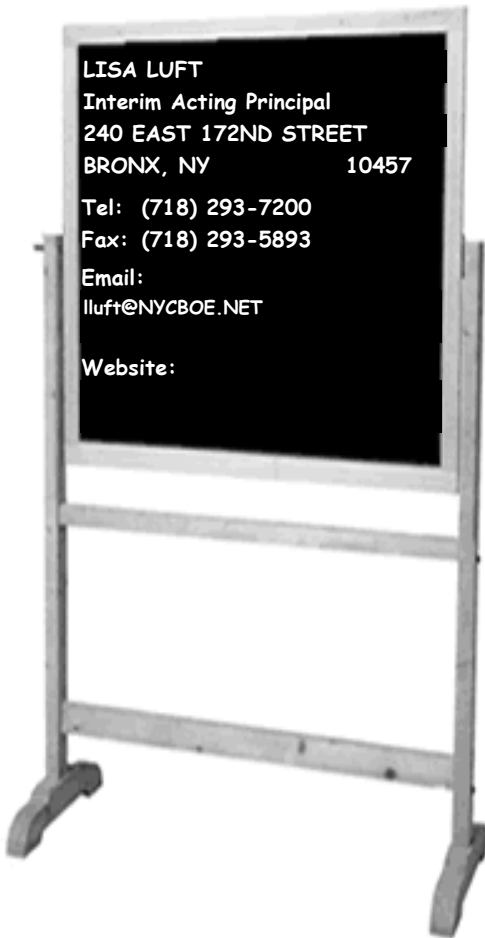 LISA LUFT
Interim Acting Principal
240 EAST 172ND STREET
BRONX, NY 10457
Tel: (718) 293-7200
Fax: (718) 293-5893
Email:
lluft@NYCBOE.NET
Website: